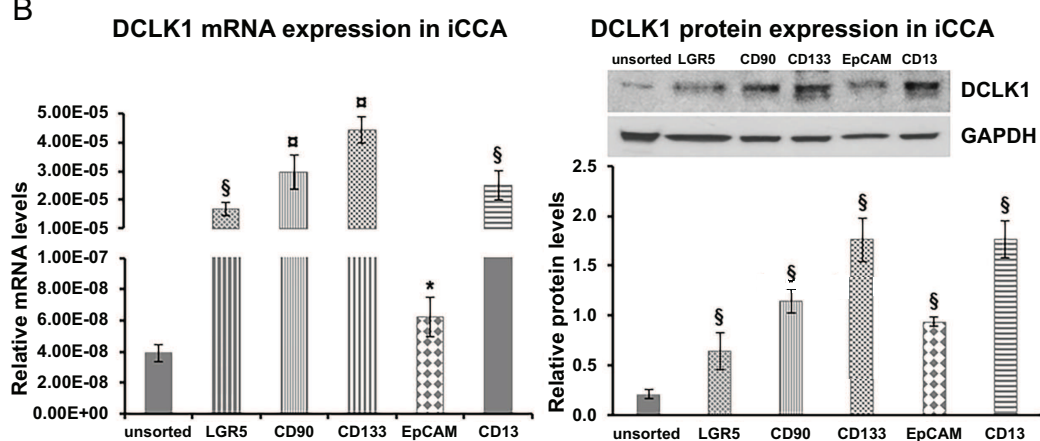 B
DCLK1 mRNA expression in iCCA
Relative mRNA levels
5.00E-05
4.00E-05
3.00E-05
2.00E-05
1.00E-05
1.00E-07
8.00E-08
6.00E-08
4.00E-08
2.00E-08
0.00E+00
§
¤
¤
*
§
unsorted LGR5 CD90 CD133 EpCAM CD13
DCLK1 protein expression in iCCA
unsorted LGR5 CD90 CD133 EpCAM CD13
DCLK1
GAPDH
Relative protein levels
2.5
2.0
1.5
1.0
0.5
0.0
§
§
§
§
§
unsorted LGR5 CD90 CD133 EpCAM CD13